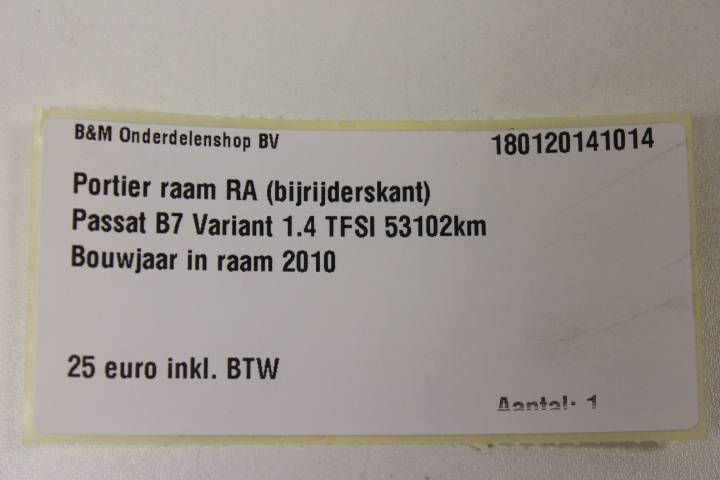 B&M Onderdelenshop BV
180120141014
Portier raam RA (bijrijderskant)
Passat B7 Variant 1.4 TFSI 53102km
Bouwjaar in raam 2010
25 euro inkl. BTW
Aantal: 1